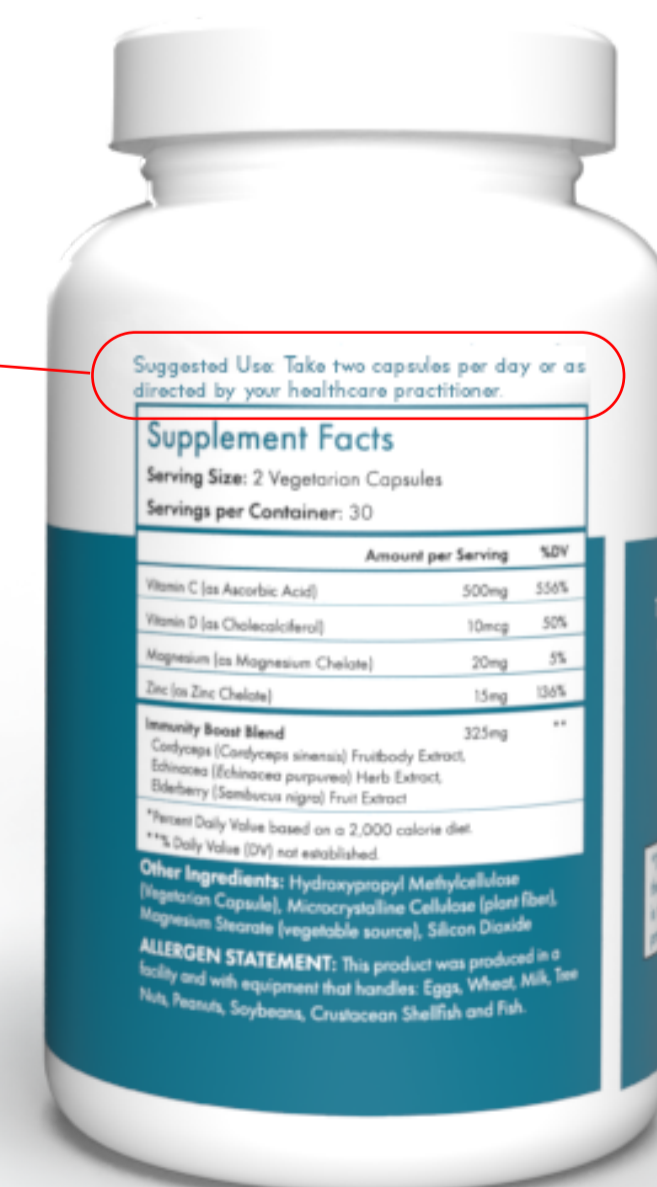 Suggested Use: Take two capsules per day or as
directed by your healthcare practitioner.
Supplement Facts
Serving Size: 2 Vegetarian Capsules
Servings per Container: 30
Amount per Serving %DV
Vitamin C (as Ascorbic Acid) 500mg 556%
Vitamin D (as Cholecalciferol) 10mcg 50%
Magnesium (as Magnesium Chelate) 20mg 5%
Zinc (as Zinc Chelate) 15mg 136%
Immunity Boost Blend 325mg **
Cordyceps (Cordyceps sinensis) Fruitbody Extract,
Echinacea (Echinacea purpurea) Herb Extract,
Elderberry (Sambucus nigra) Fruit Extract
*Percent Daily Value based on a 2,000 calorie diet.
**% Daily Value (DV) not established.
Other Ingredients: Hydroxypropyl Methylcellulose
(Vegetarian Capsule), Microcrystalline Cellulose (plant fiber),
Magnesium Stearate (vegetable source), Silicon Dioxide
ALLERGEN STATEMENT: This product was produced in a
facility and with equipment that handles: Eggs, Wheat, Milk, Tree
Nuts, Peanuts, Soybeans, Crustacean Shellfish and Fish.